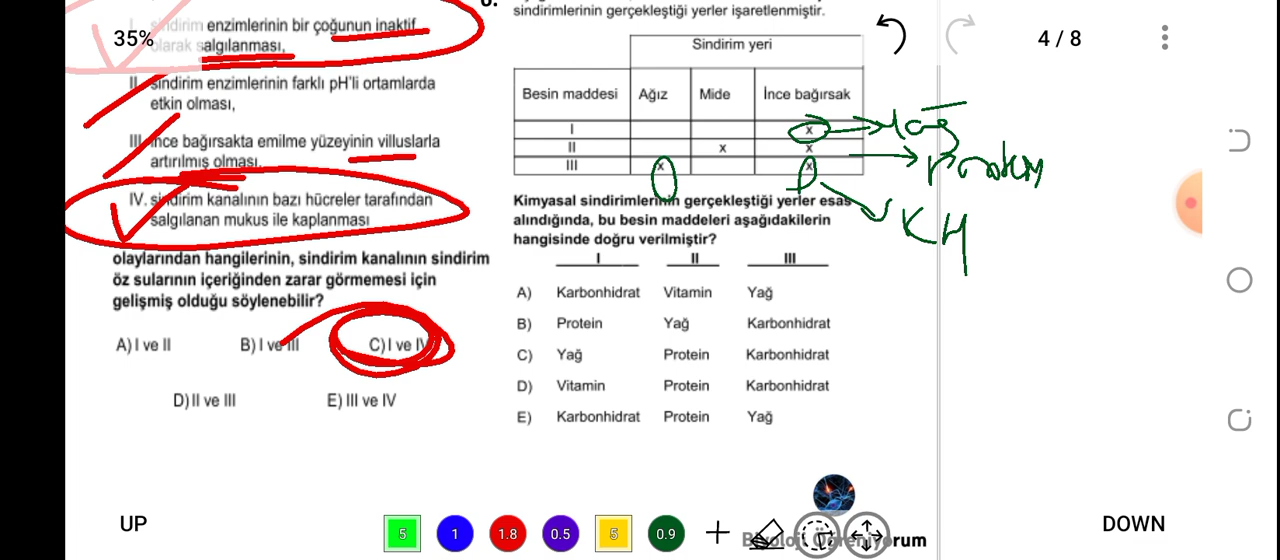 35%
I. sindirim enzimlerinin bir çoğunun inaktif
olarak salgılanması,
II. sindirim enzimlerinin farklı pH'li ortamlarda
etkin olması,
III. ince bağırsakta emilme yüzeyinin villuslarla
artırılmış olması,
IV. sindirim kanalının bazı hücreler tarafından
salgılanan mukus ile kaplanması
olaylarından hangilerinin, sindirim kanalının sindirim
öz sularının içeriğinden zarar görmemesi için
gelişmiş olduğu söylenebilir?
A) I ve II B) I ve III C) I ve IV
D) II ve III E) III ve IV
sindirimlerinin gerçekleştiği yerler işaretlenmiştir.
Sindirim yeri
Besin maddesi Ağız Mide İnce bağırsak
I x
II x x
III x x
yağ
Protein
KH
Kimyasal sindirimlerinin gerçekleştiği yerler esas
alındığında, bu besin maddeleri aşağıdakilerin
hangisinde doğru verilmiştir?
I II III
A) Karbonhidrat Vitamin Yağ
B) Protein Yağ Karbonhidrat
C) Yağ Protein Karbonhidrat
D) Vitamin Protein Karbonhidrat
E) Karbonhidrat Protein Yağ
4 / 8
UP
5 1 1.8 0.5 5 0.9
DOWN